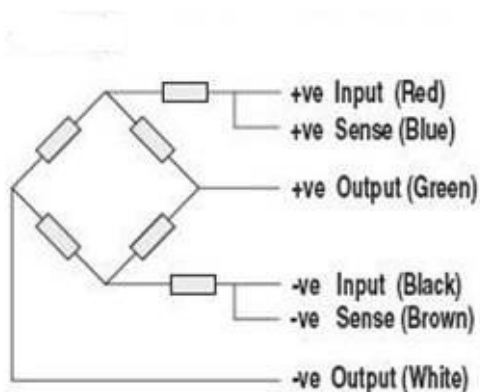 +ve Input (Red)
+ve Sense (Blue)
+ve Output (Green)
-ve Input (Black)
-ve Sense (Brown)
-ve Output (White)